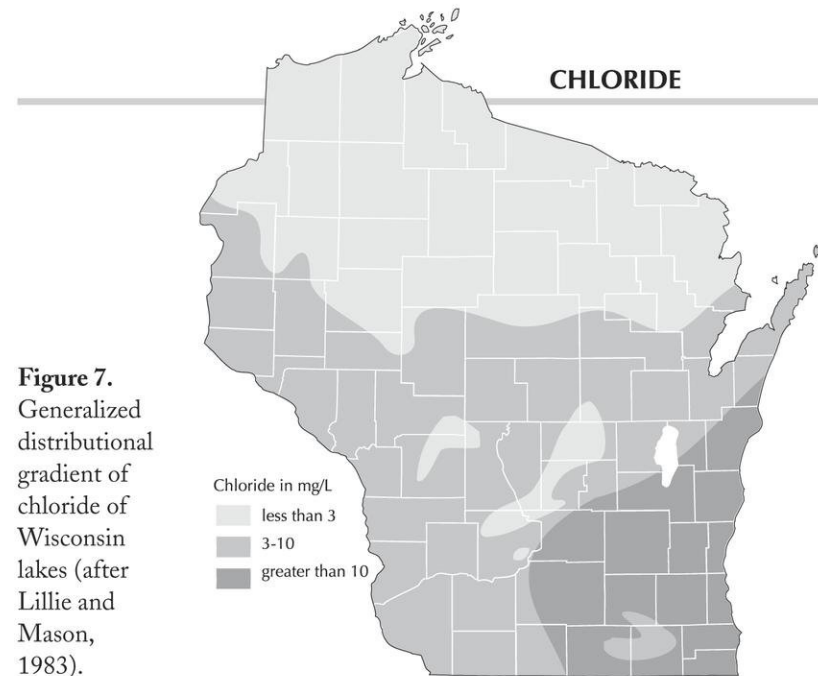 CHLORIDE
Figure 7.
Generalized
distributional
gradient of
chloride of
Wisconsin
lakes (after
Lillie and
Mason,
1983).
Chloride in mg/L
less than 3
3-10
greater than 10